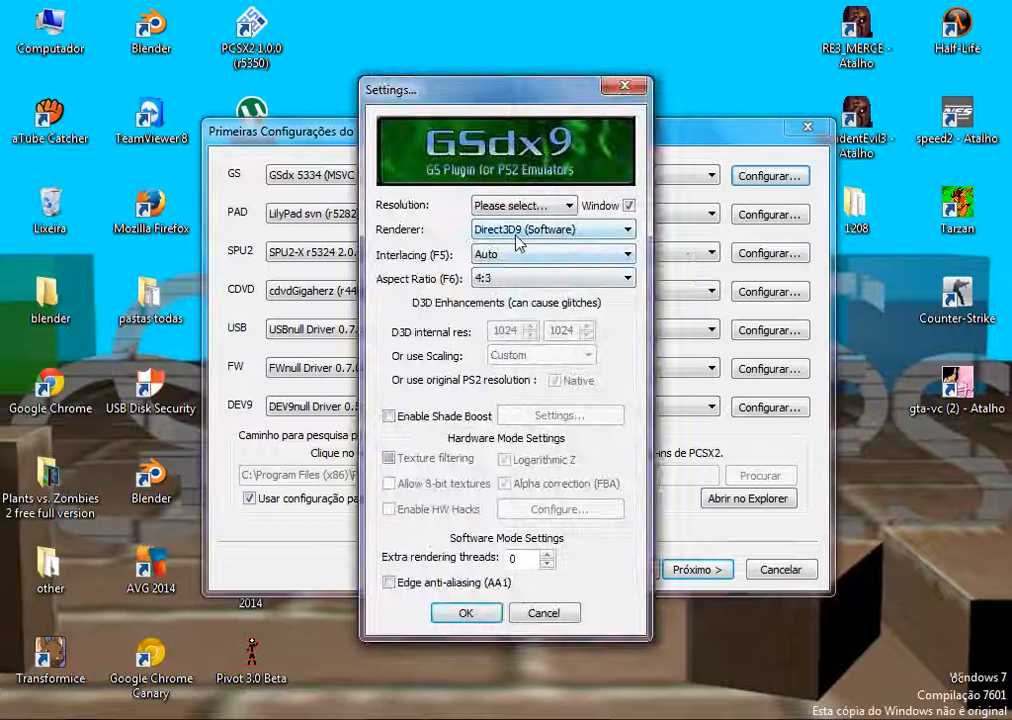 Computador
Blender
PCSX2 1.0.0
(r5350)
RE3_MERCE -
Atalho
Half-Life
aTube Catcher
TeamViewer 8
identEvil3 -
Atalho
speed2 - Atalho
Lixeira
Mozilla Firefox
1208
Tarzan
blender
pastas todas
Counter-Strike
Google Chrome
USB Disk Security
gta-vc (2) - Atalho
Plants vs. Zombies
2 free full version
Blender
other
AVG 2014
2014
Transformice
Google Chrome
Canary
Pivot 3.0 Beta
Primeiras Configurações do
GS
GSdx 5334 (MSVC
Configurar...
PAD
LilyPad svn (r5282
Configurar...
SPU2
SPU2-X r5324 2.0.
Configurar...
CDVD
cdvdGigaherz (r44
Configurar...
USB
USBnull Driver 0.7.
Configurar...
FW
FWnull Driver 0.7.0
Configurar...
DEV9
DEV9null Driver 0.
Configurar...
Caminho para pesquisa
Clique no
ns de PCSX2.
C:\Program Files (x86)\
Procurar
Usar configuração pa
Abrir no Explorer
Próximo >
Cancelar
Settings...
GSdx9
GS Plugin for PS2 Emulators
Resolution:
Please select...
Window
Renderer:
Direct3D9 (Software)
Interlacing (F5):
Auto
Aspect Ratio (F6):
4:3
D3D Enhancements (can cause glitches)
D3D internal res:
1024
1024
Or use Scaling:
Custom
Or use original PS2 resolution :
Native
Enable Shade Boost
Settings...
Hardware Mode Settings
Texture filtering
Logarithmic Z
Allow 8-bit textures
Alpha correction (FBA)
Enable HW Hacks
Configure...
Software Mode Settings
Extra rendering threads:
0
Edge anti-aliasing (AA1)
OK
Cancel
Windows 7
Compilação 7601
Esta cópia do Windows não é original